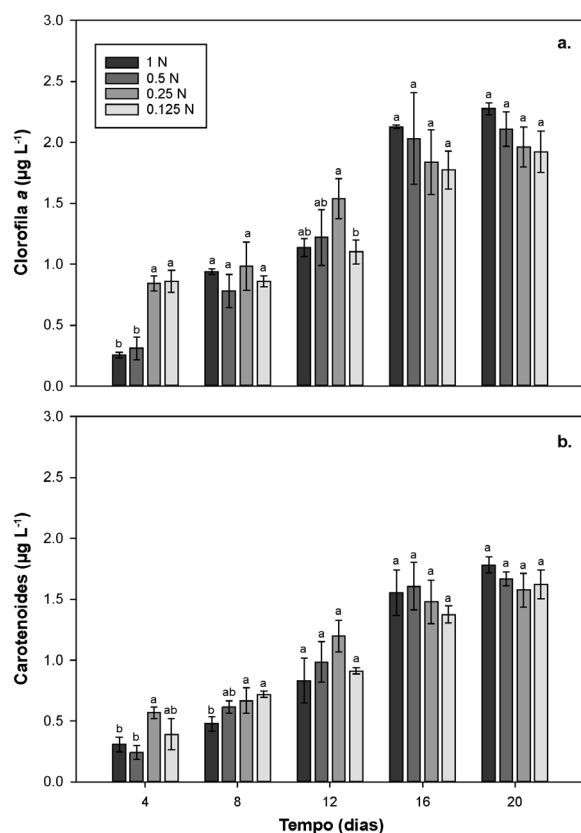 3.0
a.
1 N
0.5 N
0.25 N
0.125 N
2.5
2.0
1.5
1.0
0.5
0.0
Clorofila a (µg L-1)
b b a a
a a a a
ab ab a b
a a a a
a a a a
3.0
b.
2.5
2.0
1.5
1.0
0.5
0.0
Carotenoides (µg L-1)
b b a ab
b ab a a
a a a a
a a a a
a a a a
4 8 12 16 20
Tempo (dias)